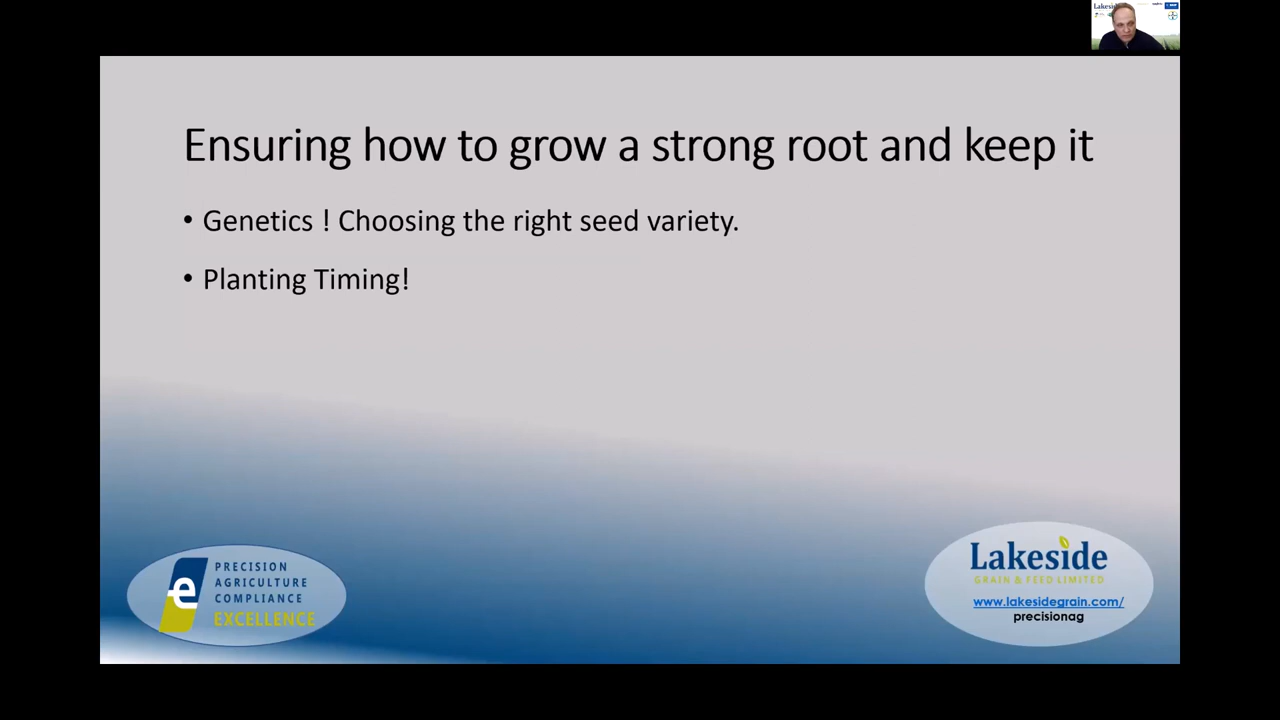 Lakeside
Ensuring how to grow a strong root and keep it
• Genetics ! Choosing the right seed variety.
• Planting Timing!
e PRECISION
AGRICULTURE
COMPLIANCE
EXCELLENCE
Lakeside
GRAIN & FEED LIMITED
www.lakesidegrain.com/
precisionag